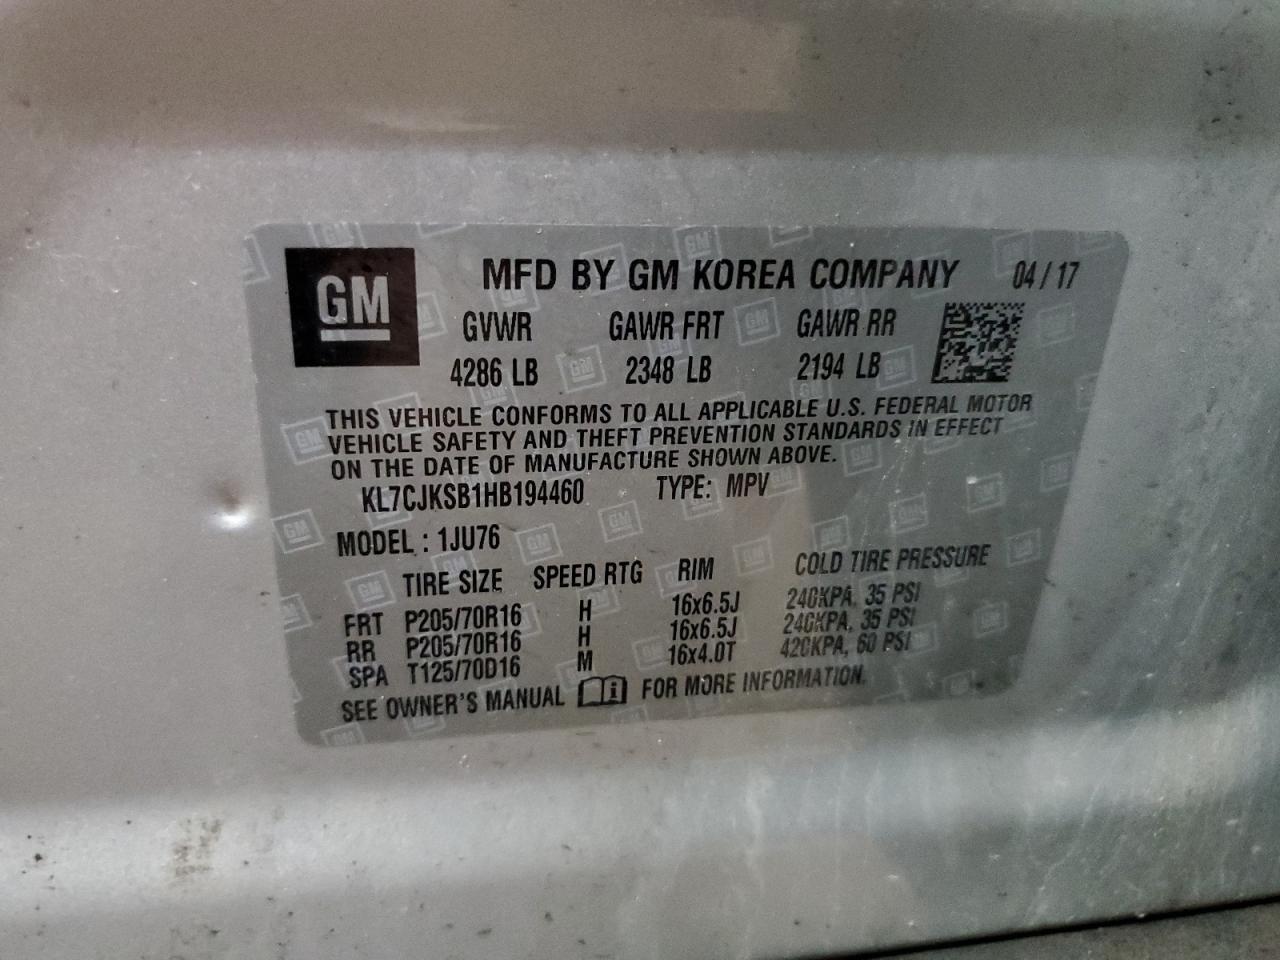 GM MFD BY GM KOREA COMPANY 04/17
GVWR GAWR FRT GAWR RR
4286 LB 2348 LB 2194 LB
THIS VEHICLE CONFORMS TO ALL APPLICABLE U.S. FEDERAL MOTOR
VEHICLE SAFETY AND THEFT PREVENTION STANDARDS IN EFFECT
ON THE DATE OF MANUFACTURE SHOWN ABOVE.
KL7CJKSB1HB194460 TYPE: MPV
MODEL : 1JU76
TIRE SIZE SPEED RTG RIM COLD TIRE PRESSURE
FRT P205/70R16 H 16x6.5J 240KPA, 35 PSI
RR P205/70R16 H 16x6.5J 240KPA, 35 PSI
SPA T125/70D16 M 16x4.0T 420KPA, 60 PSI
SEE OWNER'S MANUAL FOR MORE INFORMATION.